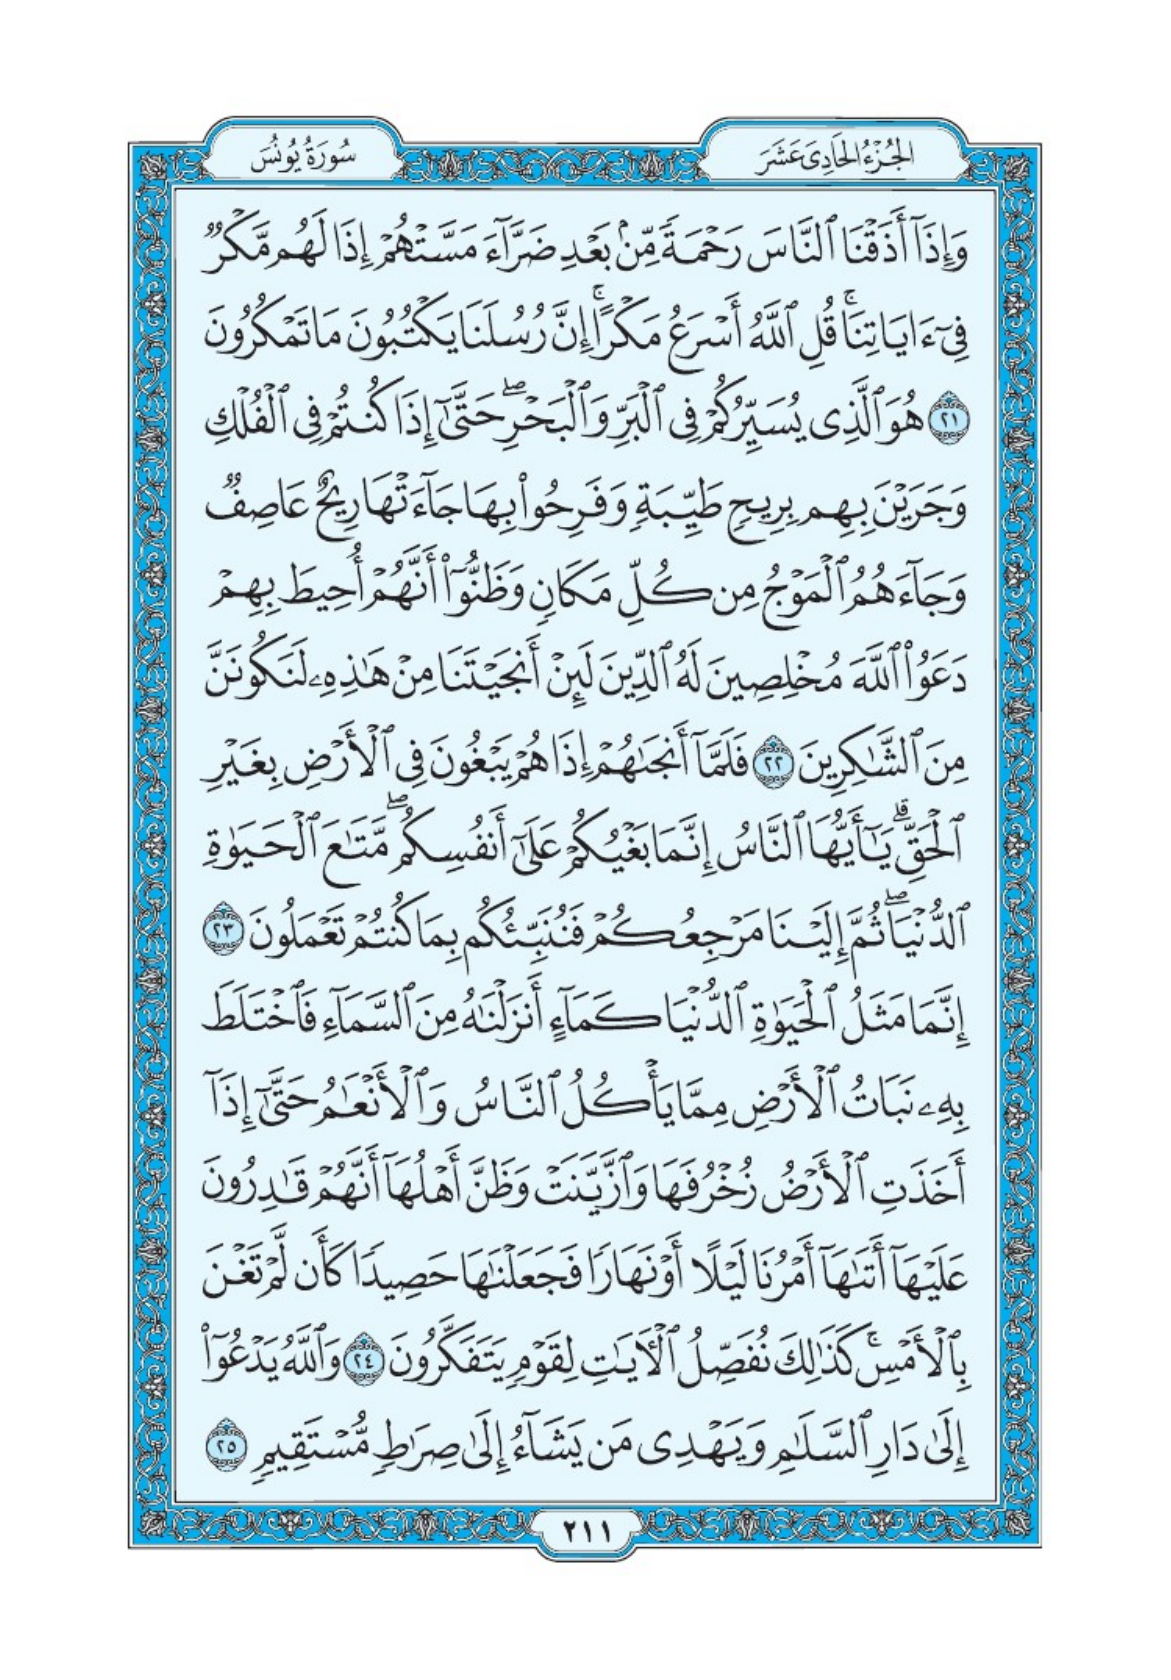 الجُزْءُ الحَادِىَ عَشَرَ
سُورَةُ يُونُسَ
وَإِذَآ أَذَقْنَا ٱلنَّاسَ رَحْمَةً مِّنۢ بَعْدِ ضَرَّآءَ مَسَّتْهُمْ إِذَا لَهُم مَّكْرٌ
فِىٓ ءَايَاتِنَاۚ قُلِ ٱللَّهُ أَسْرَعُ مَكْرًاۚ إِنَّ رُسُلَنَا يَكْتُبُونَ مَا تَمْكُرُونَ
٢١ هُوَ ٱلَّذِى يُسَيِّرُكُمْ فِى ٱلْبَرِّ وَٱلْبَحْرِۖ حَتَّىٰٓ إِذَا كُنتُمْ فِى ٱلْفُلْكِ
وَجَرَيْنَ بِهِم بِرِيحٍ طَيِّبَةٍ وَفَرِحُوا۟ بِهَا جَآءَتْهَا رِيحٌ عَاصِفٌ
وَجَآءَهُمُ ٱلْمَوْجُ مِن كُلِّ مَكَانٍ وَظَنُّوٓا۟ أَنَّهُمْ أُحِيطَ بِهِمْ
دَعَوُا۟ ٱللَّهَ مُخْلِصِينَ لَهُ ٱلدِّينَ لَئِنْ أَنجَيْتَنَا مِنْ هَـٰذِهِۦ لَنَكُونَنَّ
مِنَ ٱلشَّـٰكِرِينَ ٢٢ فَلَمَّآ أَنجَىٰهُمْ إِذَا هُمْ يَبْغُونَ فِى ٱلْأَرْضِ بِغَيْرِ
ٱلْحَقِّۗ يَـٰٓأَيُّهَا ٱلنَّاسُ إِنَّمَا بَغْيُكُمْ عَلَىٰٓ أَنفُسِكُمۖ مَّتَـٰعَ ٱلْحَيَوٰةِ
ٱلدُّنْيَاۖ ثُمَّ إِلَيْنَا مَرْجِعُكُمْ فَنُنَبِّئُكُم بِمَا كُنتُمْ تَعْمَلُونَ ٢٣
إِنَّمَا مَثَلُ ٱلْحَيَوٰةِ ٱلدُّنْيَا كَمَآءٍ أَنزَلْنَـٰهُ مِنَ ٱلسَّمَآءِ فَٱخْتَلَطَ
بِهِۦ نَبَاتُ ٱلْأَرْضِ مِمَّا يَأْكُلُ ٱلنَّاسُ وَٱلْأَنْعَـٰمُ حَتَّىٰٓ إِذَآ
أَخَذَتِ ٱلْأَرْضُ زُخْرُفَهَا وَٱزَّيَّنَتْ وَظَنَّ أَهْلُهَآ أَنَّهُمْ قَـٰدِرُونَ
عَلَيْهَآ أَتَىٰهَآ أَمْرُنَا لَيْلًا أَوْ نَهَارًا فَجَعَلْنَـٰهَا حَصِيدًا كَأَن لَّمْ تَغْنَ
بِٱلْأَمْسِۚ كَذَٰلِكَ نُفَصِّلُ ٱلْـَٔايَـٰتِ لِقَوْمٍ يَتَفَكَّرُونَ ٢٤ وَٱللَّهُ يَدْعُوٓا۟
إِلَىٰ دَارِ ٱلسَّلَـٰمِ وَيَهْدِى مَن يَشَآءُ إِلَىٰ صِرَٰطٍ مُّسْتَقِيمٍ ٢٥
٢١١